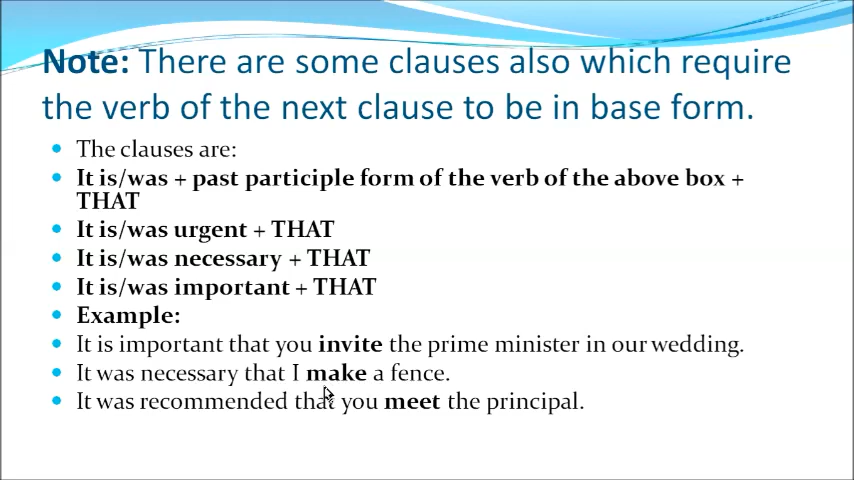 Note: There are some clauses also which require
the verb of the next clause to be in base form.
The clauses are:
It is/was + past participle form of the verb of the above box +
THAT
It is/was urgent + THAT
It is/was necessary + THAT
It is/was important + THAT
Example:
It is important that you invite the prime minister in our wedding.
It was necessary that I make a fence.
It was recommended that you meet the principal.